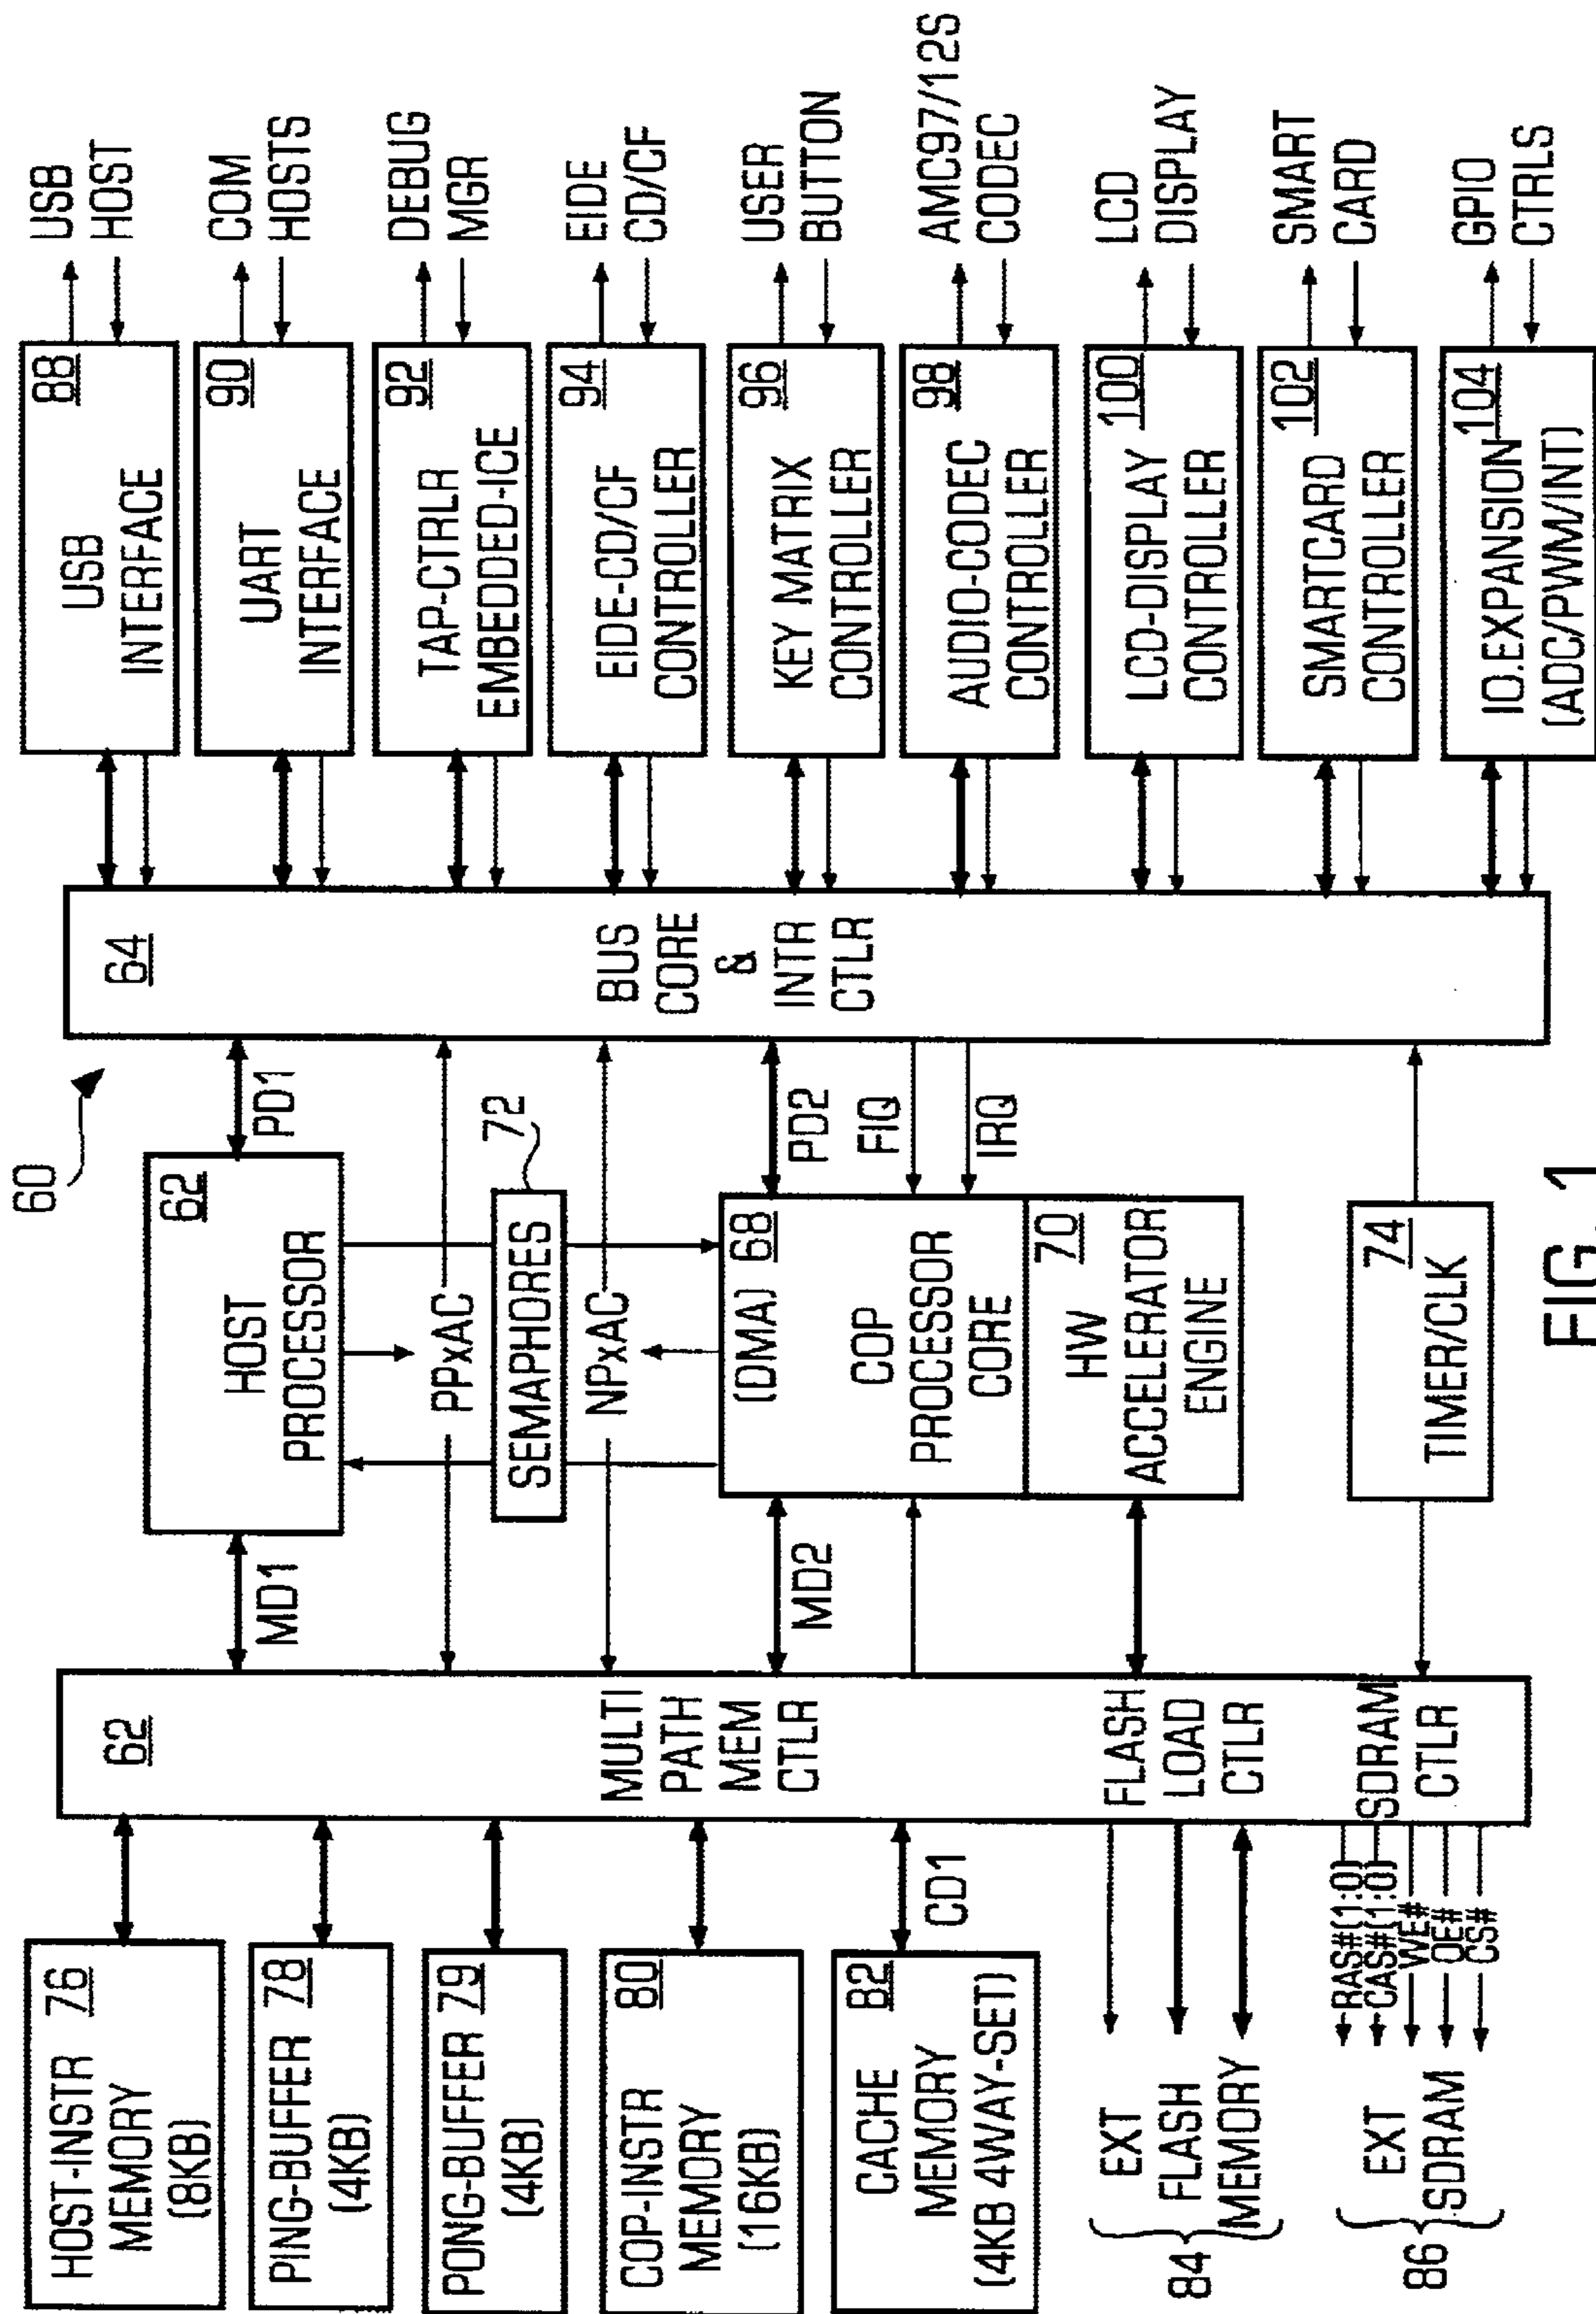 60
HOST-INSTR 76
MEMORY
(8KB)
PING-BUFFER 78
(4KB)
PONG-BUFFER 79
(4KB)
COP-INSTR 80
MEMORY
(16KB)
CACHE 82
MEMORY
(4KB 4WAY-SET)
CD1
84
EXT
FLASH
MEMORY
86
EXT
SDRAM
RAS#(1:0)
CAS#(1:0)
WE#
OE#
CS#
62
MULTI
PATH
MEM
CTLR
FLASH
LOAD
CTLR
SDRAM
CTLR
MD1
MD2
62
HOST
PROCESSOR
PPxAC
SEMAPHORES
72
NPxAC
(DMA) 68
COP
PROCESSOR
CORE
HW 70
ACCELERATOR
ENGINE
74
TIMER/CLK
PD1
PD2
FIQ
IRQ
64
BUS
CORE
&
INTR
CTLR
USB 88
INTERFACE
UART 90
INTERFACE
TAP-CTRLR 92
EMBEDDED-ICE
EIDE-CD/CF 94
CONTROLLER
KEY MATRIX 96
CONTROLLER
AUDIO-CODEC 98
CONTROLLER
LCD-DISPLAY 100
CONTROLLER
SMARTCARD 102
CONTROLLER
IO.EXPANSION 104
(ADC/PWM/INT)
USB
HOST
COM
HOSTS
DEBUG
MGR
EIDE
CD/CF
USER
BUTTON
AMC97/12S
CODEC
LCD
DISPLAY
SMART
CARD
GPIO
CTRLS
FIG. 1